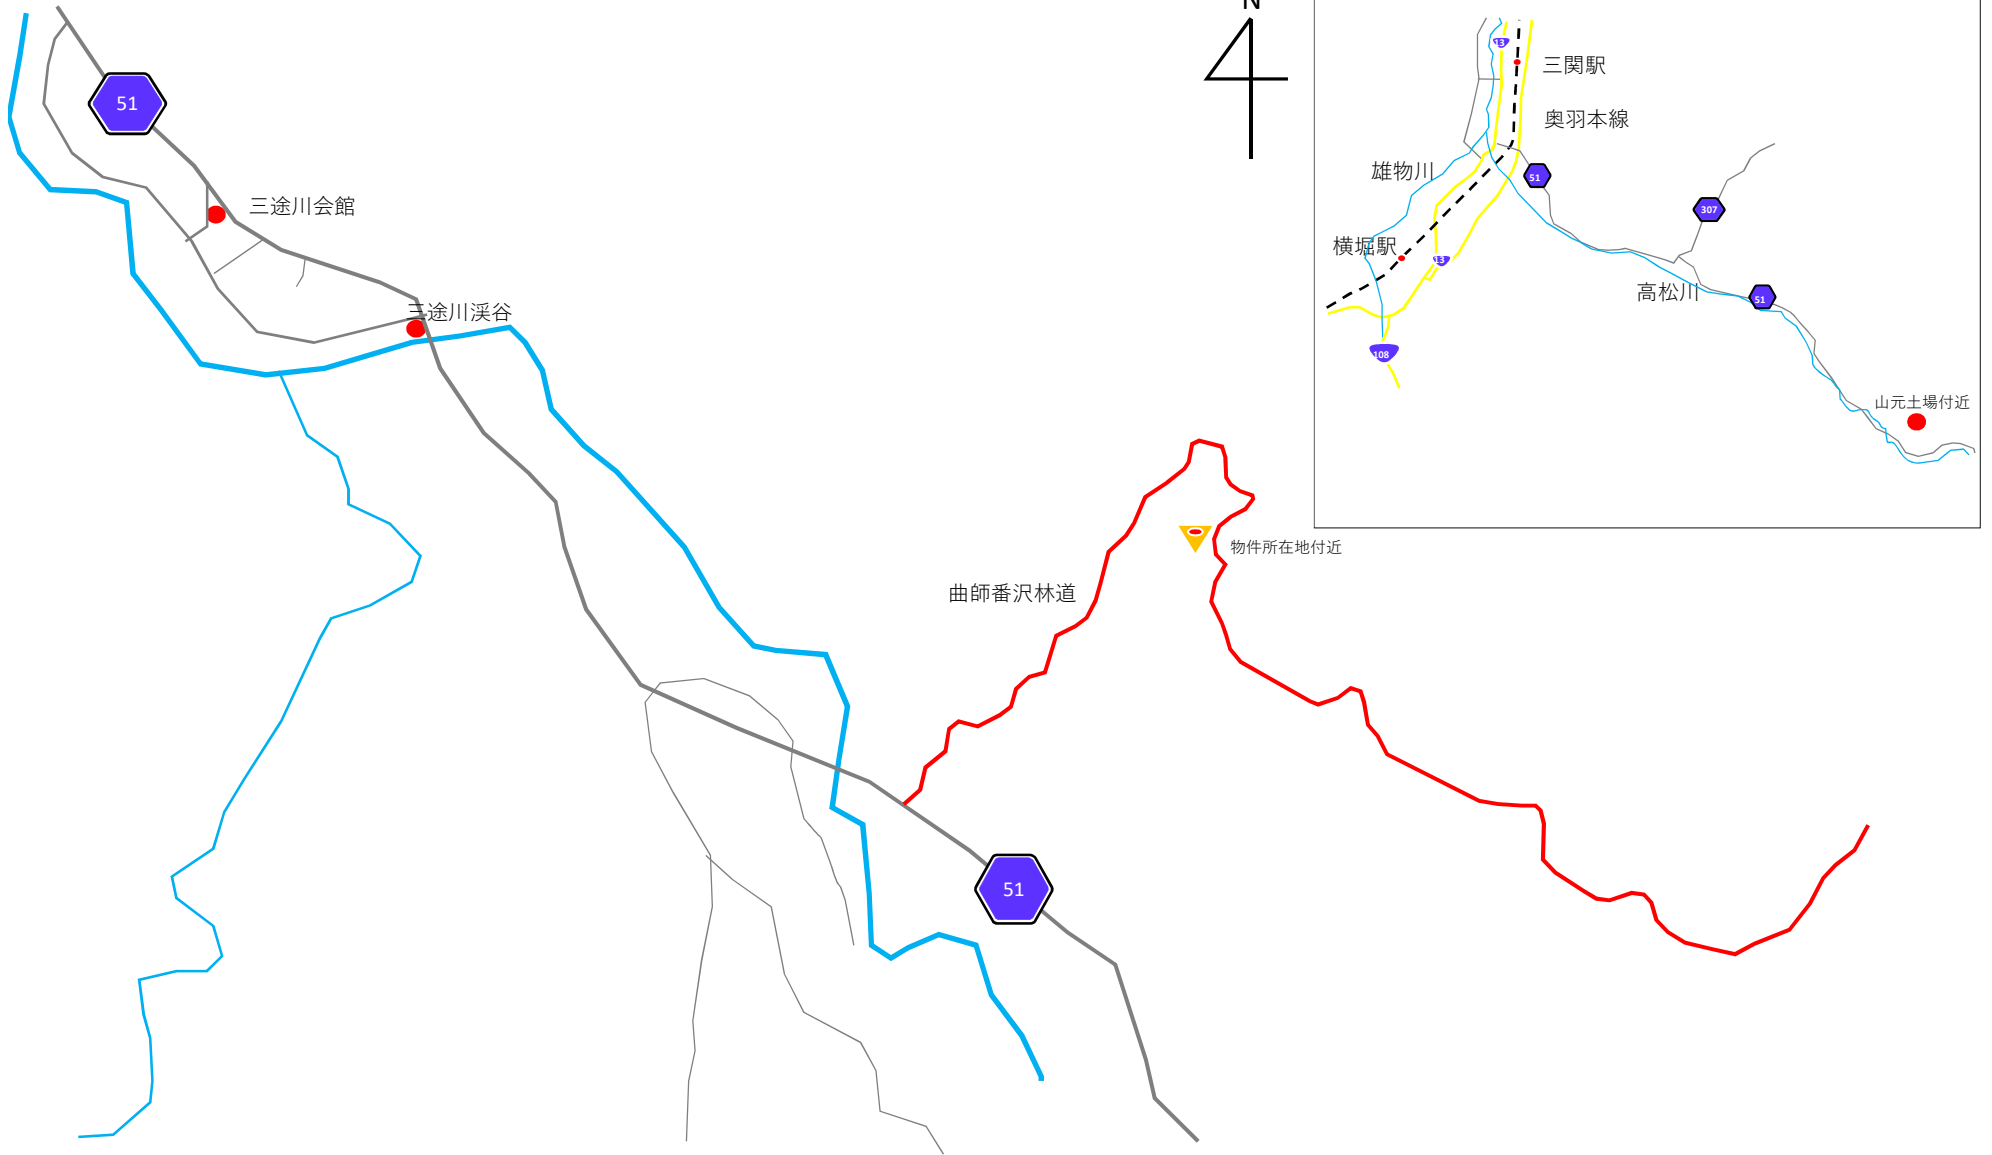 N
51
三途川会館
三途川渓谷
曲師番沢林道
物件所在地付近
51
13
三関駅
奥羽本線
雄物川
51
307
横堀駅
13
高松川
51
108
山元土場付近